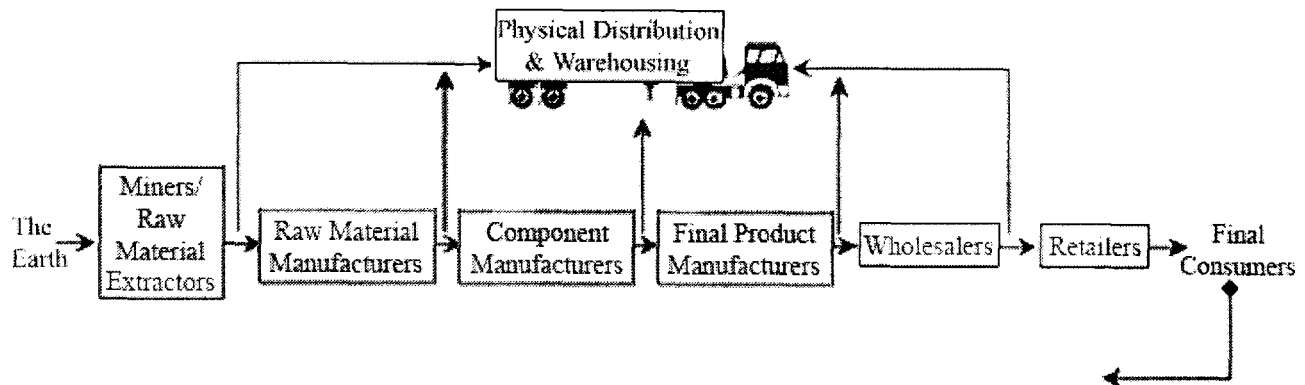 Physical Distribution
& Warehousing
The
Earth
Miners/
Raw
Material
Extractors
Raw Material
Manufacturers
Component
Manufacturers
Final Product
Manufacturers
Wholesalers
Retailers
Final
Consumers